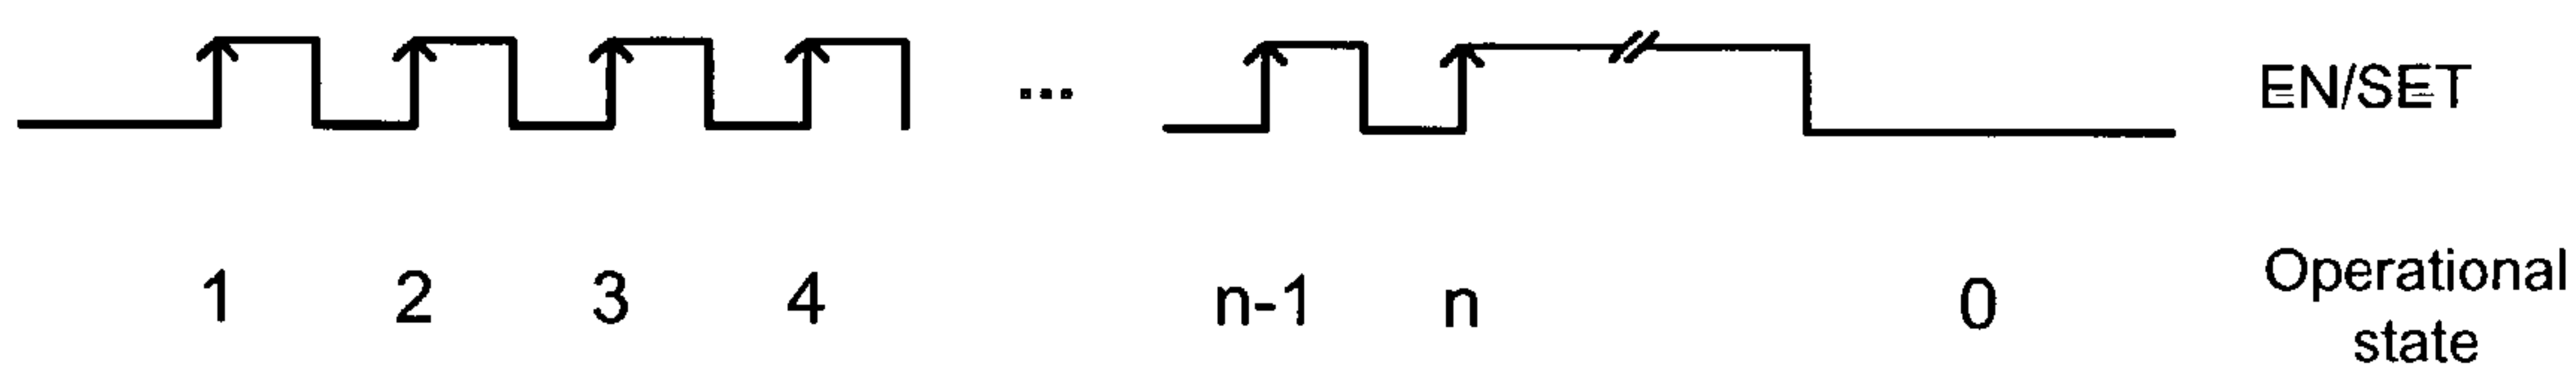 ... EN/SET
1 2 3 4 n-1 n 0 Operational
state